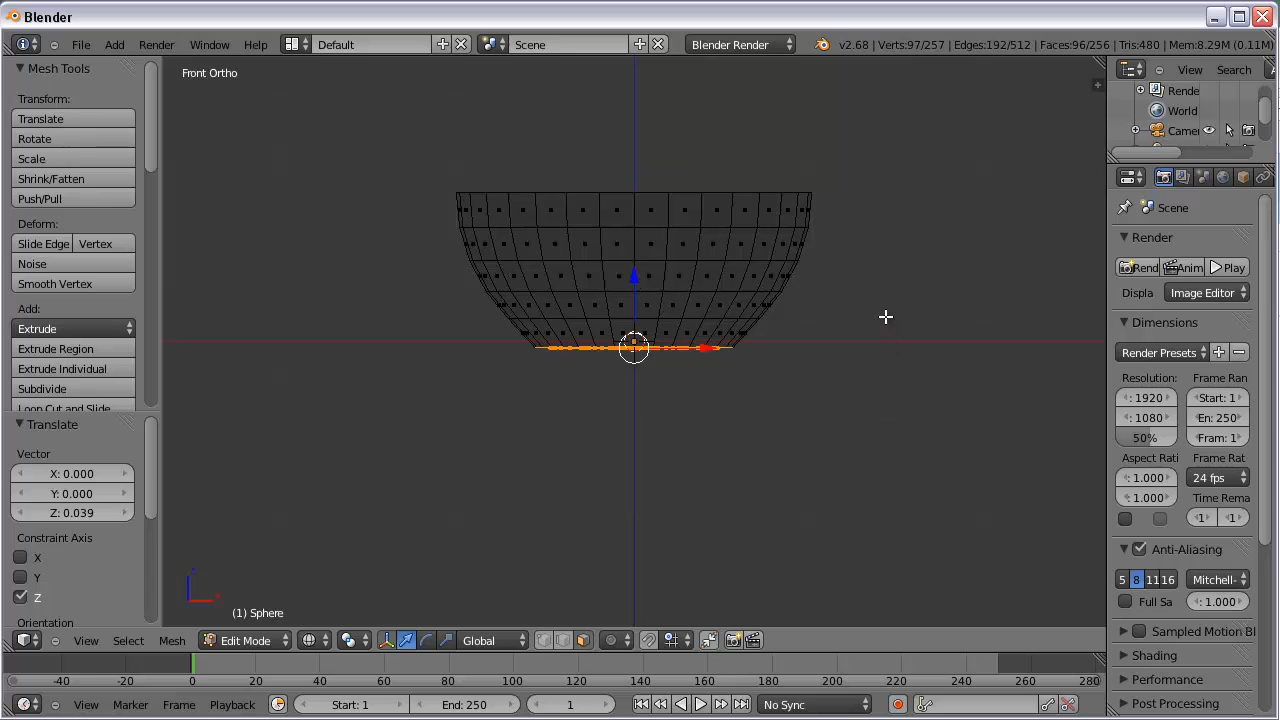 Blender
File Add Render Window Help Default Scene Blender Render v2.68 | Verts:97/257 | Edges:192/512 | Faces:96/256 | Tris:480 | Mem:8.29M (0.11M)
Mesh Tools
Transform:
Translate
Rotate
Scale
Shrink/Fatten
Push/Pull
Deform:
Slide Edge Vertex
Noise
Smooth Vertex
Add:
Extrude
Extrude Region
Extrude Individual
Subdivide
Loop Cut and Slide
Translate
Vector
X: 0.000
Y: 0.000
Z: 0.039
Constraint Axis
X
Y
Z
Orientation
Front Ortho
(1) Sphere
View Search
Rende
World
Camer
Scene
Render
Rend Anim Play
Displa Image Editor
Dimensions
Render Presets
Resolution: Frame Ran
: 1920 Start: 1
: 1080 En: 250
50% Fram: 1
Aspect Rati Frame Rat
: 1.000 24 fps
: 1.000 Time Rema
1 1
Anti-Aliasing
5 8 11 16 Mitchell-
Full Sa : 1.000
Sampled Motion Bl
Shading
Performance
Post Processing
View Select Mesh Edit Mode Global
-40 -20 0 20 40 60 80 100 120 140 160 180 200 220 240 260 280
View Marker Frame Playback Start: 1 End: 250 1 No Sync